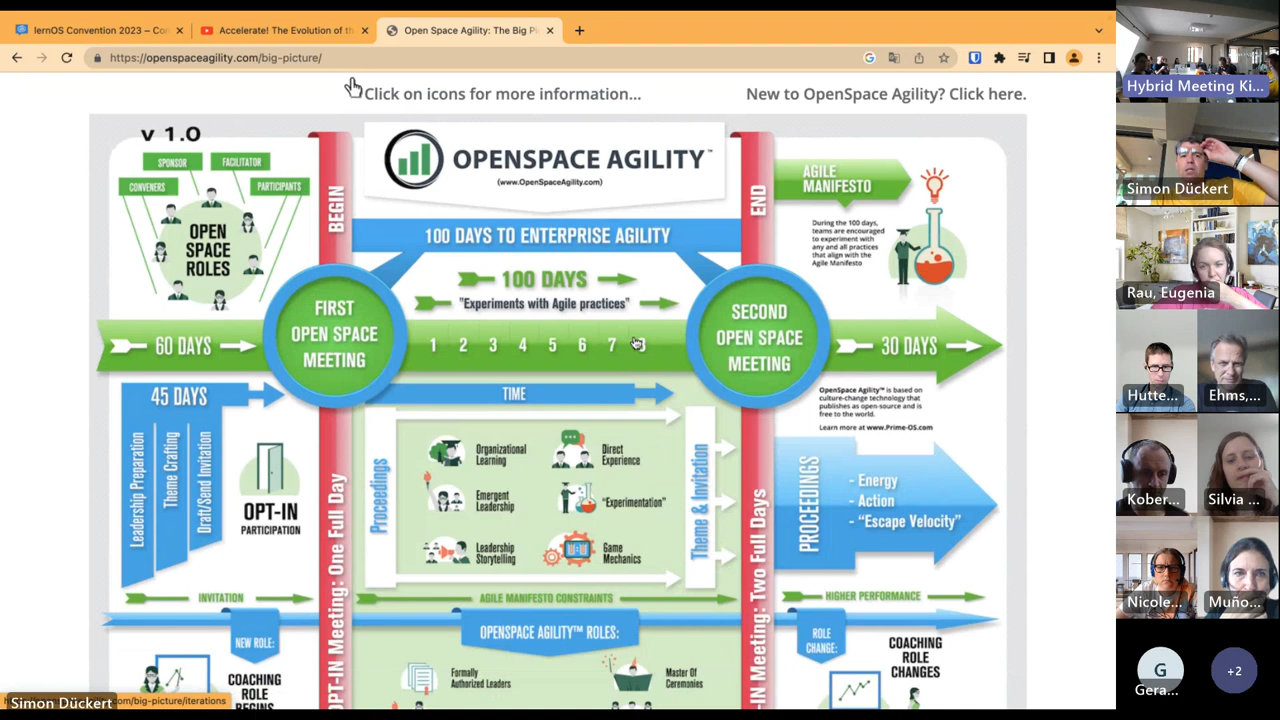 lernOS Convention 2023 – Con
Accelerate! The Evolution of th
Open Space Agility: The Big Pi
https://openspaceagility.com/big-picture/
Click on icons for more information...
New to OpenSpace Agility? Click here.
v 1.0
SPONSOR
FACILITATOR
CONVENERS
PARTICIPANTS
OPEN
SPACE
ROLES
BEGIN
OPENSPACE AGILITY™
(www.OpenSpaceAgility.com)
END
AGILE
MANIFESTO
During the 100 days,
teams are encouraged
to experiment with
any and all practices
that align with the
Agile Manifesto
100 DAYS TO ENTERPRISE AGILITY
100 DAYS
"Experiments with Agile practices"
60 DAYS
FIRST
OPEN SPACE
MEETING
1 2 3 4 5 6 7 8
SECOND
OPEN SPACE
MEETING
30 DAYS
45 DAYS
Leadership Preparation
Theme Crafting
Draft/Send Invitation
OPT-IN
PARTICIPATION
OPT-IN Meeting: One Full Day
TIME
Proceedings
Organizational
Learning
Direct
Experience
Emergent
Leadership
"Experimentation"
Leadership
Storytelling
Game
Mechanics
Theme & Invitation
-IN Meeting: Two Full Days
OpenSpace Agility™ is based on
culture-change technology that
publishes as open-source and is
free to the world.
Learn more at www.Prime-OS.com
PROCEEDINGS
- Energy
- Action
- “Escape Velocity”
INVITATION
AGILE MANIFESTO CONSTRAINTS
HIGHER PERFORMANCE
NEW ROLE:
COACHING
ROLE
BEGINS
OPENSPACE AGILITY™ ROLES:
Formally
Authorized Leaders
Master Of
Ceremonies
ROLE
CHANGE:
COACHING
ROLE
CHANGES
com/big-picture/iterations
Simon Dückert
Hybrid Meeting Ki...
Simon Dückert
Rau, Eugenia
Hutte...
Ehms,...
Kober...
Silvia ...
Nicole...
Muño...
G
Gera...
+2